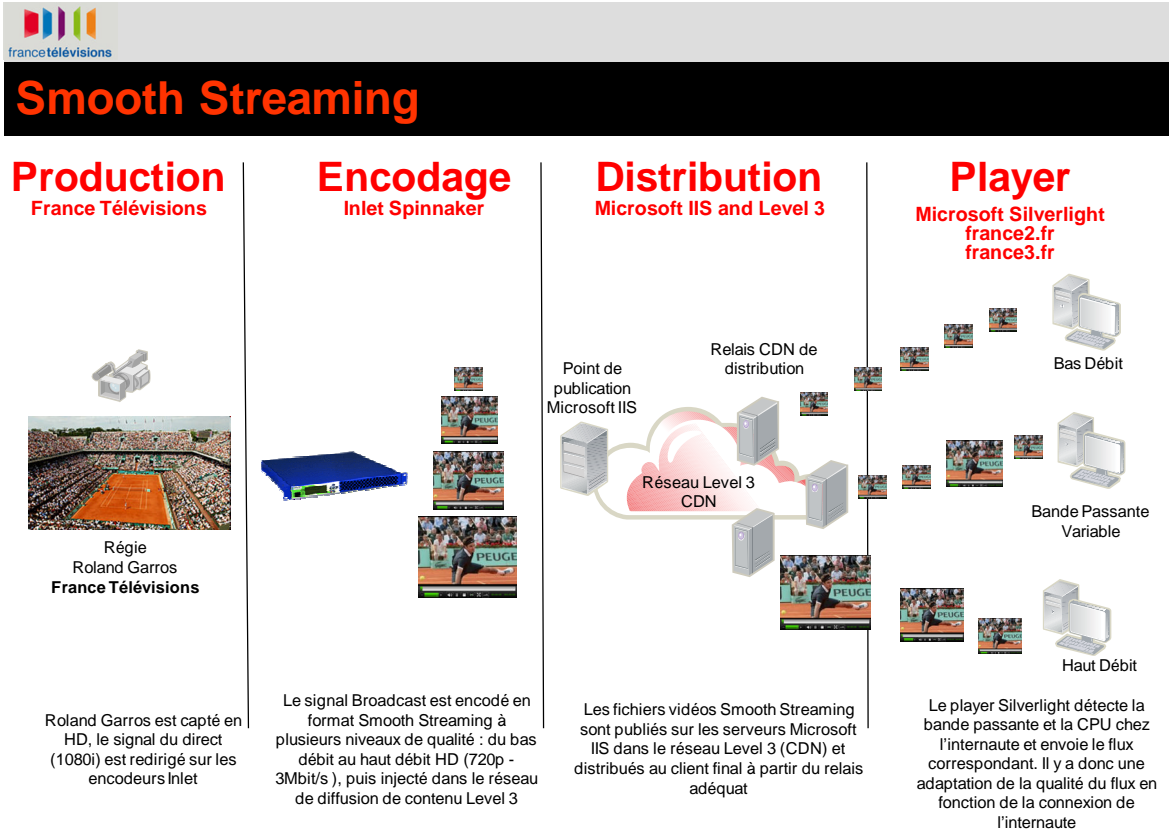 francetélévisions
Smooth Streaming
Production
France Télévisions
Encodage
Inlet Spinnaker
Distribution
Microsoft IIS and Level 3
Player
Microsoft Silverlight
france2.fr
france3.fr
Régie
Roland Garros
France Télévisions
PEUGE
PEUGE
PEUGE
Point de
publication
Microsoft IIS
Relais CDN de
distribution
Réseau Level 3
CDN
PEUGE
Bas Débit
Bande Passante
Variable
Haut Débit
Roland Garros est capté en
HD, le signal du direct
(1080i) est redirigé sur les
encodeurs Inlet
Le signal Broadcast est encodé en
format Smooth Streaming à
plusieurs niveaux de qualité : du bas
débit au haut débit HD (720p -
3Mbit/s ), puis injecté dans le réseau
de diffusion de contenu Level 3
Les fichiers vidéos Smooth Streaming
sont publiés sur les serveurs Microsoft
IIS dans le réseau Level 3 (CDN) et
distribués au client final à partir du relais
adéquat
Le player Silverlight détecte la
bande passante et la CPU chez
l'internaute et envoie le flux
correspondant. Il y a donc une
adaptation de la qualité du flux en
fonction de la connexion de
l'internaute